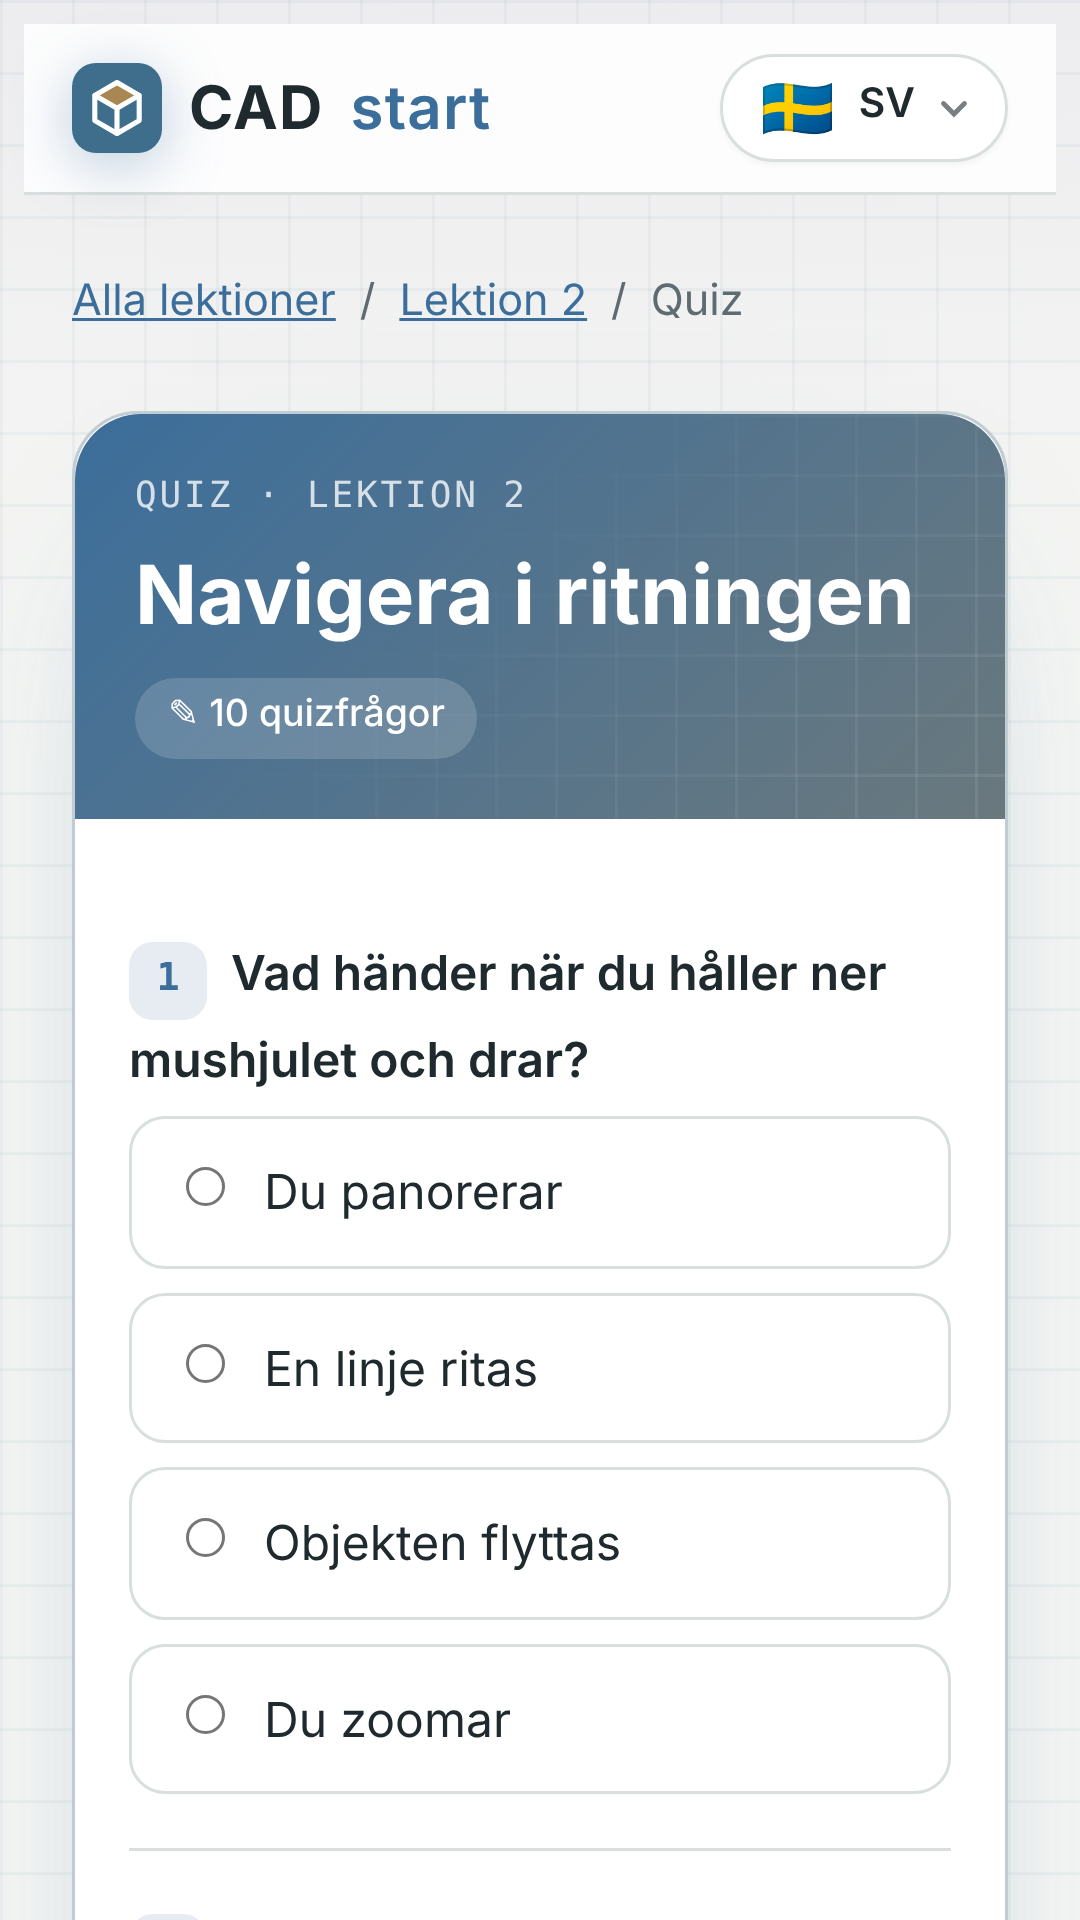 CAD start
SV
Alla lektioner / Lektion 2 / Quiz
QUIZ · LEKTION 2
Navigera i ritningen
✎ 10 quizfrågor
1 Vad händer när du håller ner
mushjulet och drar?
Du panorerar
En linje ritas
Objekten flyttas
Du zoomar